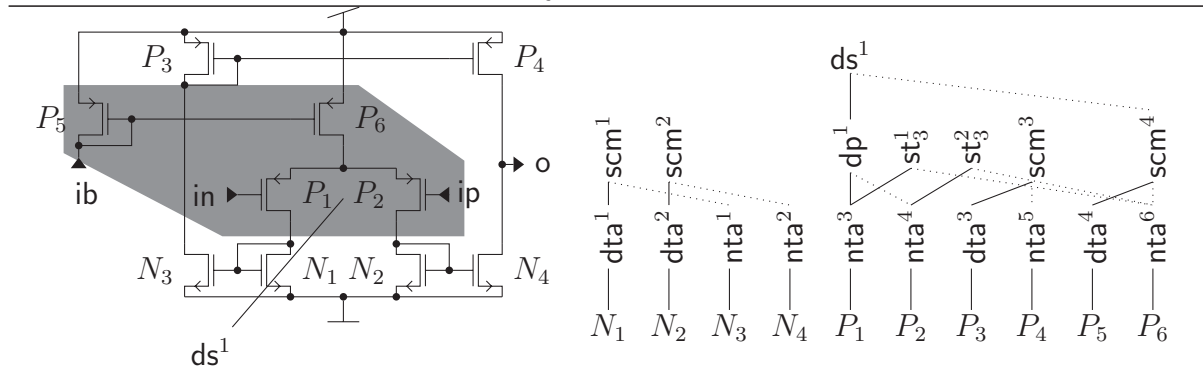 P₃ P₄
P₅ P₆
ib in P₁ P₂ ip o
N₃ N₁ N₂ N₄
ds¹
ds¹
scm¹ scm² dp¹ st₃¹ st₃² scm³ scm⁴
dta¹ dta² nta¹ nta² nta³ nta⁴ dta³ nta⁵ dta⁴ nta⁶
N₁ N₂ N₃ N₄ P₁ P₂ P₃ P₄ P₅ P₆